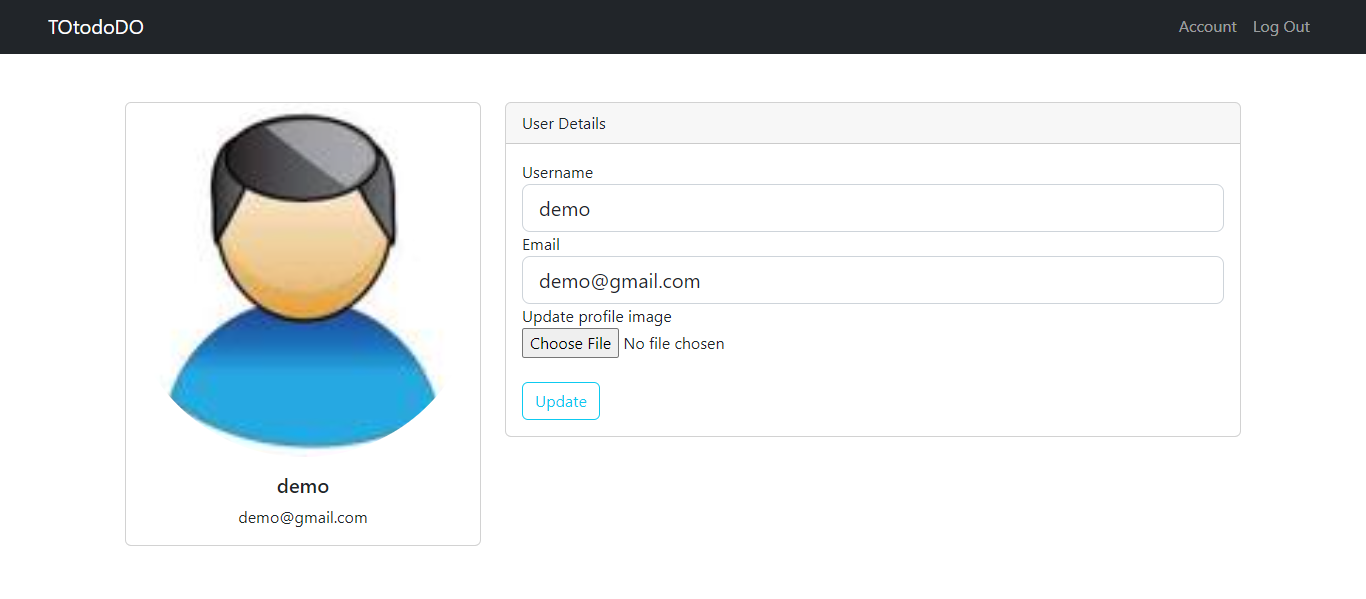 TOtodoDO Account Log Out
demo
demo@gmail.com
User Details
Username
demo
Email
demo@gmail.com
Update profile image
Choose File No file chosen
Update